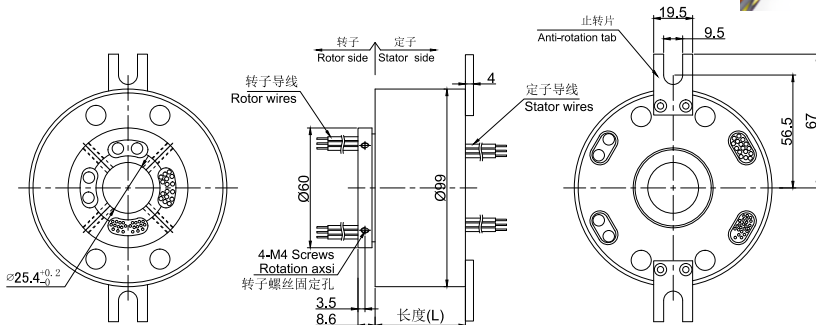 止转片
Anti-rotation tab
19.5
9.5
转子
定子
Rotor side
Stator side
4
转子导线
Rotor wires
定子导线
Stator wires
56.5
67
Ø60
Ø99
4-M4 Screws
Rotation axsi
转子螺丝固定孔
⌀25.4 +0.2 -0
3.5
8.6
长度(L)